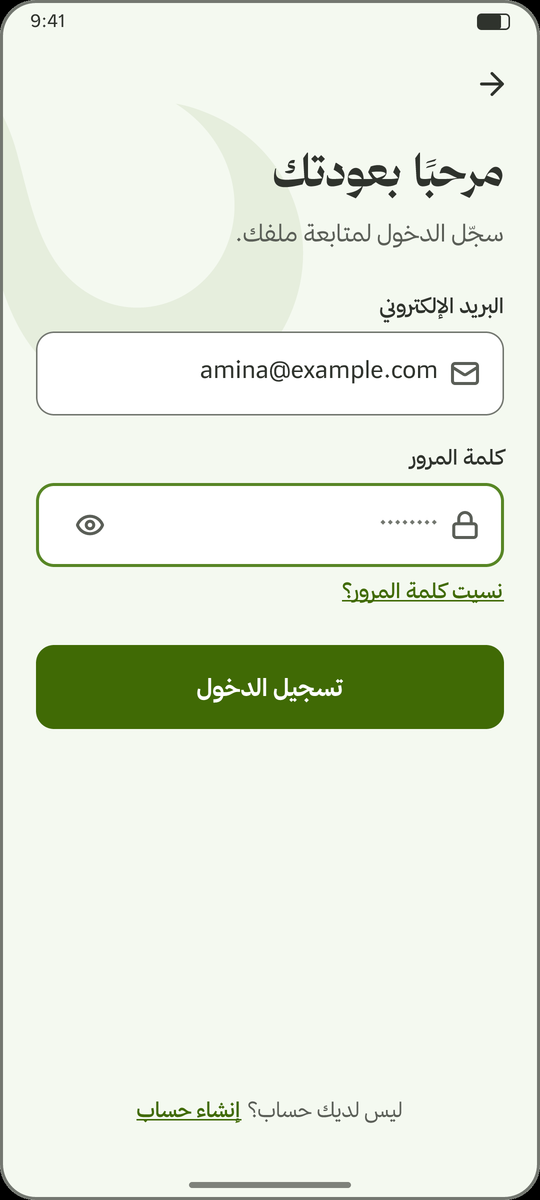 9:41
مرحبًا بعودتك
سجّل الدخول لمتابعة ملفك.
البريد الإلكتروني
amina@example.com
كلمة المرور
نسيت كلمة المرور؟
تسجيل الدخول
ليس لديك حساب؟ إنشاء حساب